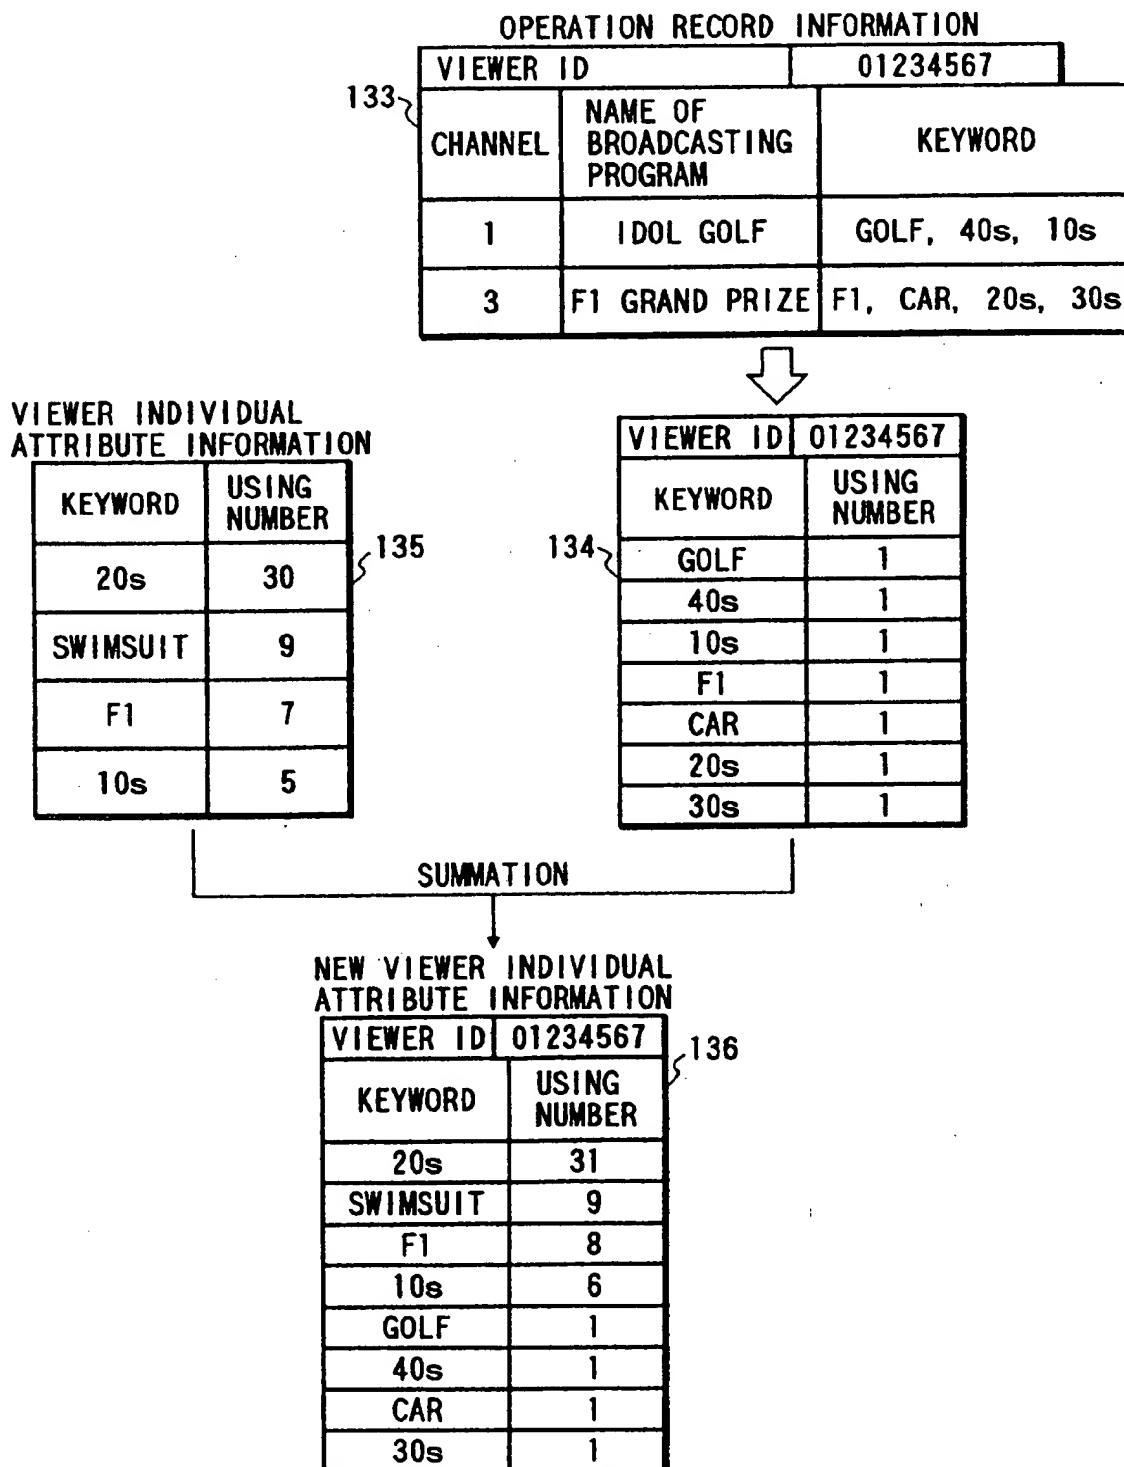 OPERATION RECORD INFORMATION
VIEWER ID 01234567
133
CHANNEL
NAME OF
BROADCASTING
PROGRAM
KEYWORD
1 IDOL GOLF GOLF, 40s, 10s
3 F1 GRAND PRIZE F1, CAR, 20s, 30s
VIEWER INDIVIDUAL
ATTRIBUTE INFORMATION
KEYWORD
USING
NUMBER
135
20s 30
SWIMSUIT 9
F1 7
10s 5
VIEWER ID 01234567
KEYWORD
USING
NUMBER
134
GOLF 1
40s 1
10s 1
F1 1
CAR 1
20s 1
30s 1
SUMMATION
NEW VIEWER INDIVIDUAL
ATTRIBUTE INFORMATION
VIEWER ID 01234567
136
KEYWORD
USING
NUMBER
20s 31
SWIMSUIT 9
F1 8
10s 6
GOLF 1
40s 1
CAR 1
30s 1